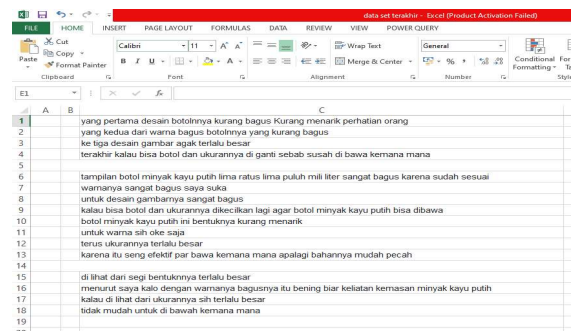 data set terakhir - Excel (Product Activation Failed)
FILE HOME INSERT PAGE LAYOUT FORMULAS DATA REVIEW VIEW POWER QUERY
Cut
Copy
Format Painter
Paste
Calibri 11 A A
B I U A
Wrap Text
Merge & Center
General
% ,
Conditional
Formatting
Clipboard Font Alignment Number
E1 fx
A B C
1 yang pertama desain botolnnya kurang bagus Kurang menarik perhatian orang
2 yang kedua dari warna bagus botolnnya yang kurang bagus
3 ke tiga desain gambar agak terlalu besar
4 terakhir kalau bisa botol dan ukurannya di ganti sebab susah di bawa kemana mana
5
6 tampilan botol minyak kayu putih lima ratus lima puluh mili liter sangat bagus karena sudah sesuai
7 warnanya sangat bagus saya suka
8 untuk desain gambarnya sangat bagus
9 kalau bisa botol dan ukurannya dikecilkan lagi agar botol minyak kayu putih bisa dibawa
10 botol minyak kayu putih ini bentuknya kurang menarik
11 untuk warna sih oke saja
12 terus ukurannya terlalu besar
13 karena itu seng efektif par bawa kemana mana apalagi bahannya mudah pecah
14
15 di lihat dari segi bentuknnya terlalu besar
16 menurut saya kalo dengan warnanya bagusnya itu bening biar keliatan kemasan minyak kayu putih
17 kalau di lihat dari ukurannya sih terlalu besar
18 tidak mudah untuk di bawah kemana mana
19